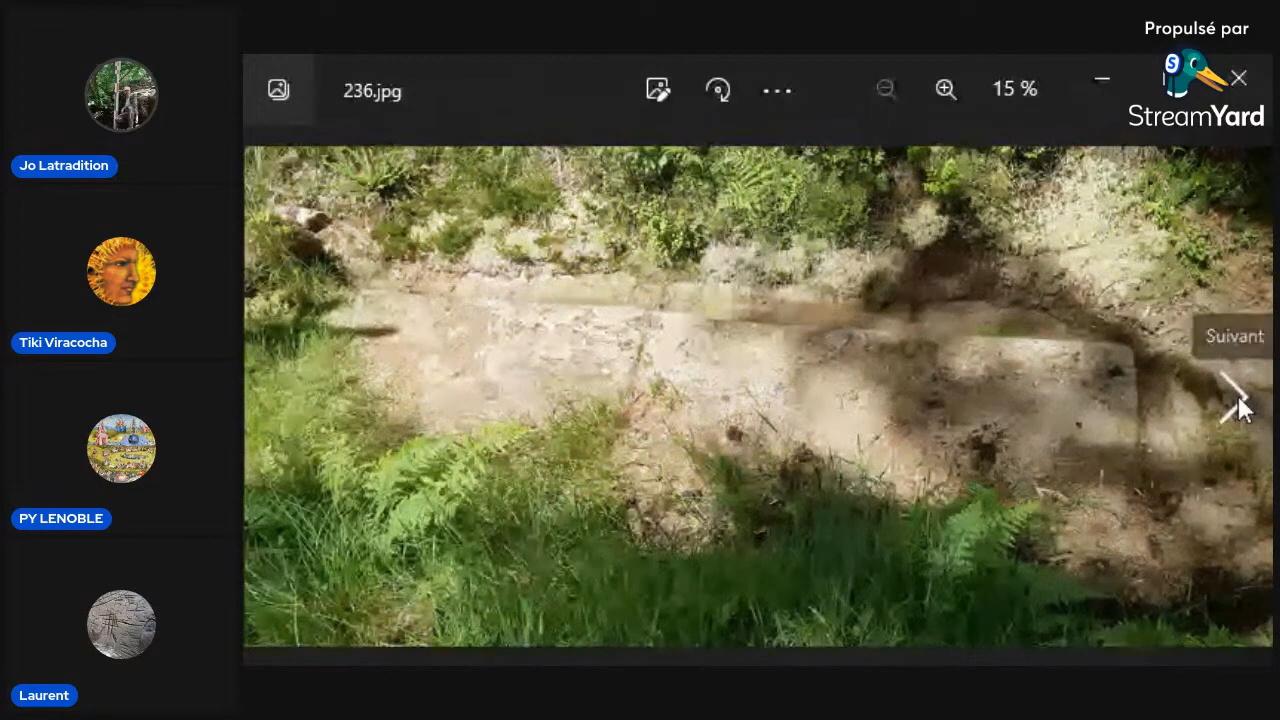 Propulsé par
StreamYard
236.jpg
15 %
Jo Latradition
Suivant
Tiki Viracocha
PY LENOBLE
Laurent